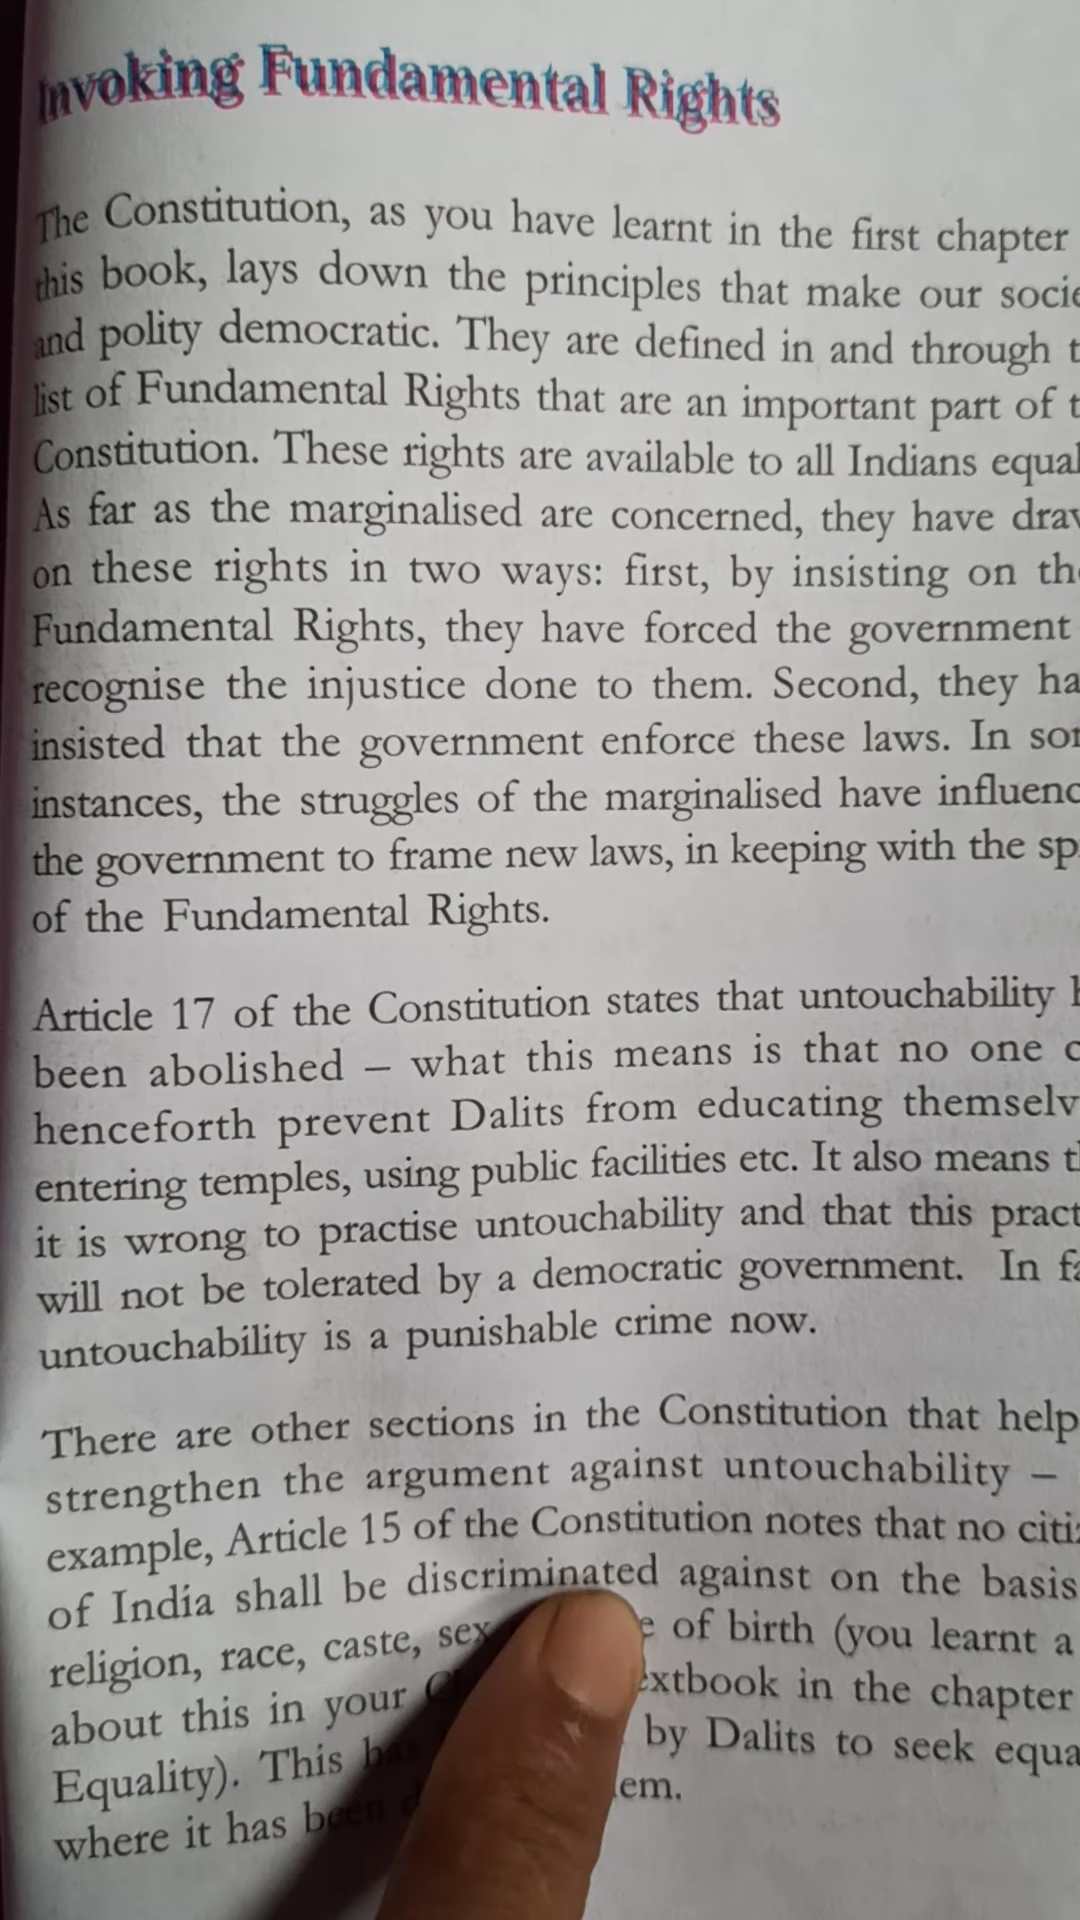 Invoking Fundamental Rights
The Constitution, as you have learnt in the first chapter
this book, lays down the principles that make our socie
and polity democratic. They are defined in and through t
list of Fundamental Rights that are an important part of t
Constitution. These rights are available to all Indians equal
As far as the marginalised are concerned, they have drav
on these rights in two ways: first, by insisting on the
Fundamental Rights, they have forced the government
recognise the injustice done to them. Second, they ha
insisted that the government enforce these laws. In som
instances, the struggles of the marginalised have influenc
the government to frame new laws, in keeping with the sp
of the Fundamental Rights.
Article 17 of the Constitution states that untouchability
been abolished – what this means is that no one c
henceforth prevent Dalits from educating themselv
entering temples, using public facilities etc. It also means t
it is wrong to practise untouchability and that this pract
will not be tolerated by a democratic government. In fa
untouchability is a punishable crime now.
There are other sections in the Constitution that help
strengthen the argument against untouchability –
example, Article 15 of the Constitution notes that no citiz
of India shall be discriminated against on the basis
religion, race, caste, sex e of birth (you learnt a
about this in your extbook in the chapter
Equality). This by Dalits to seek equa
where it has been em.